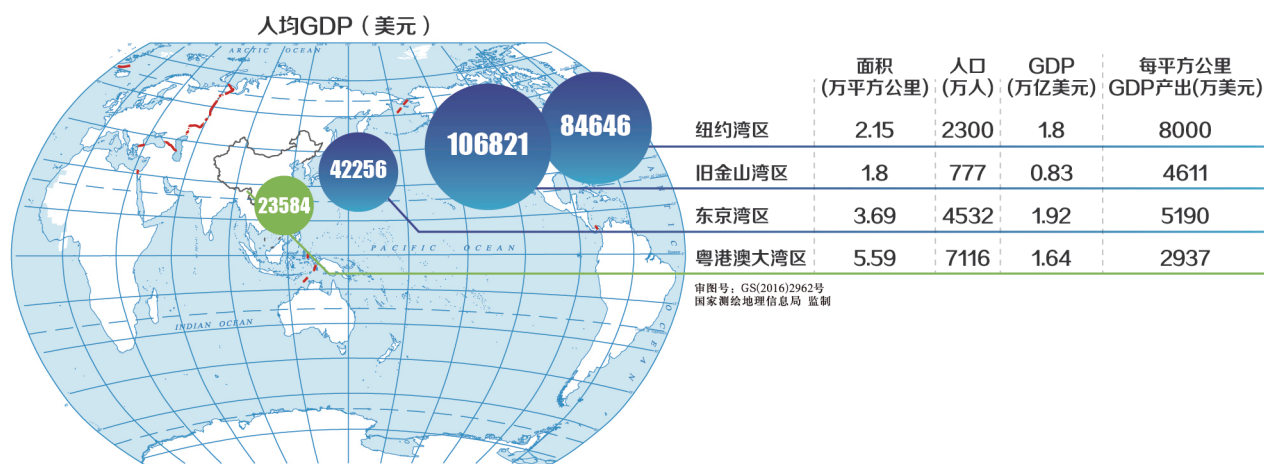 人均GDP（美元）
ARCTIC OCEAN
106821
84646
42256
23584
PACIFIC OCEAN
INDIAN OCEAN
面积
(万平方公里)
人口
(万人)
GDP
(万亿美元)
每平方公里
GDP产出(万美元)
纽约湾区 2.15 2300 1.8 8000
旧金山湾区 1.8 777 0.83 4611
东京湾区 3.69 4532 1.92 5190
粤港澳大湾区 5.59 7116 1.64 2937
审图号：GS(2016)2962号
国家测绘地理信息局 监制